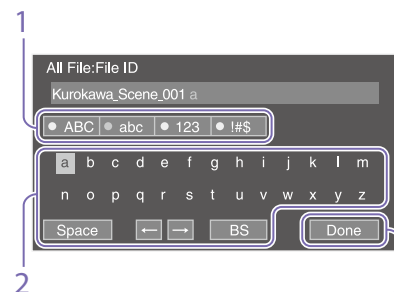 1
All File:File ID
Kurokawa_Scene_001 a
ABC abc 123 !#$
a b c d e f g h i j k l m
n o p q r s t u v w x y z
Space ← → BS Done
2